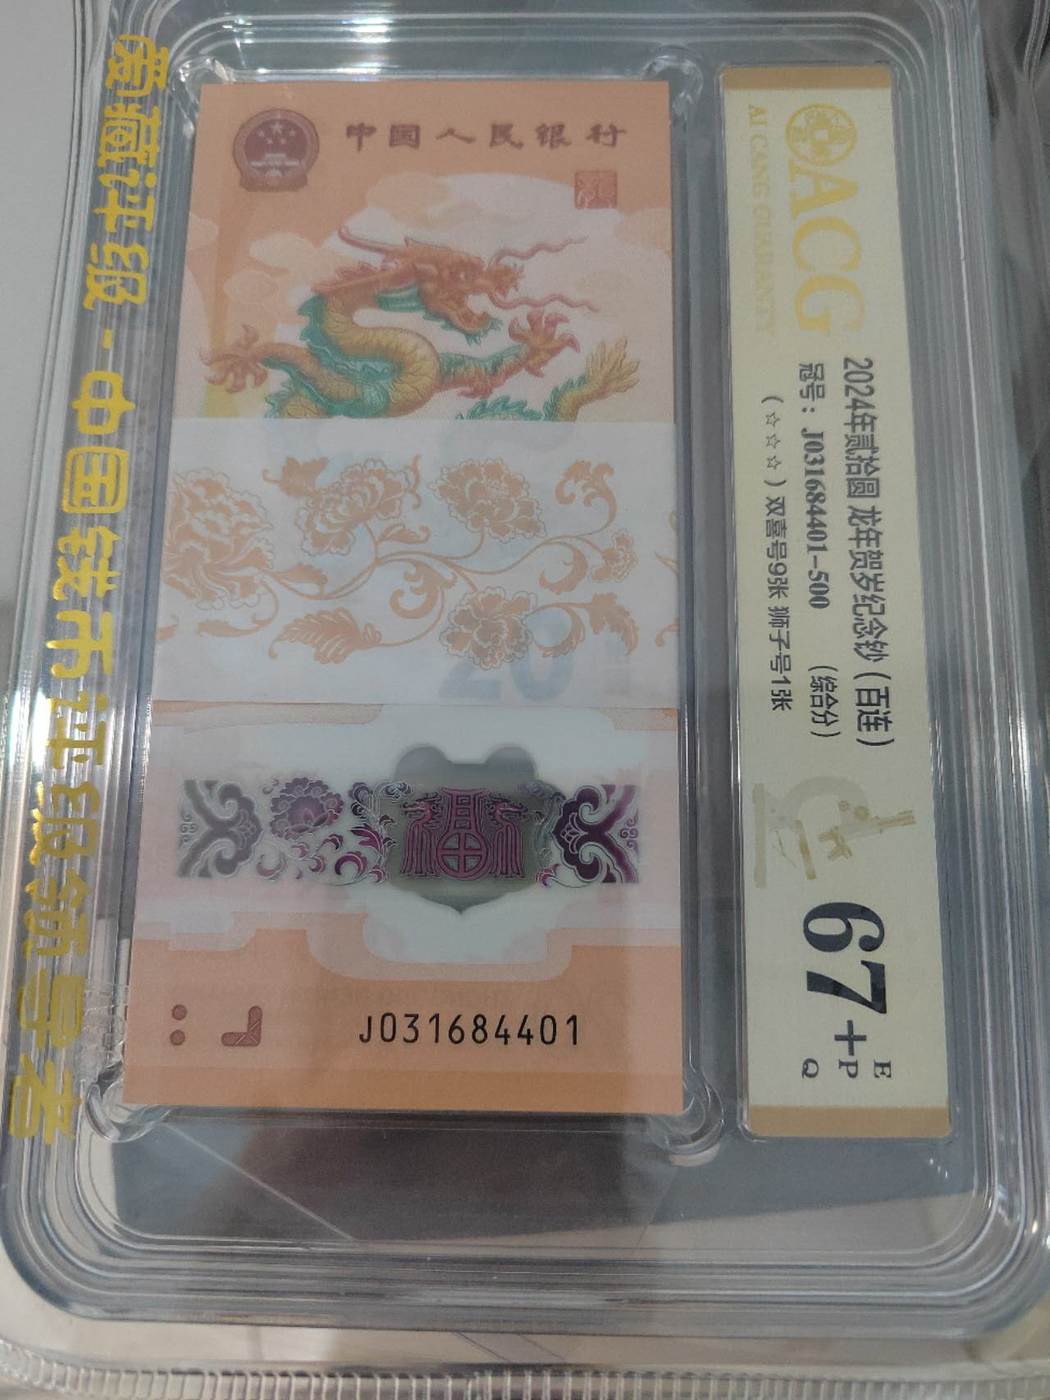 爱藏评级-中国钱币评级领导者
中国人民银行
20
J031684401
ACG
AI CANG GUARANTY
2024年贰拾圆 龙年贺岁纪念钞（百连）
冠号：J031684401-500 （综合分）
（☆☆☆☆）双喜号9张 狮子号1张
67+
E
P
Q